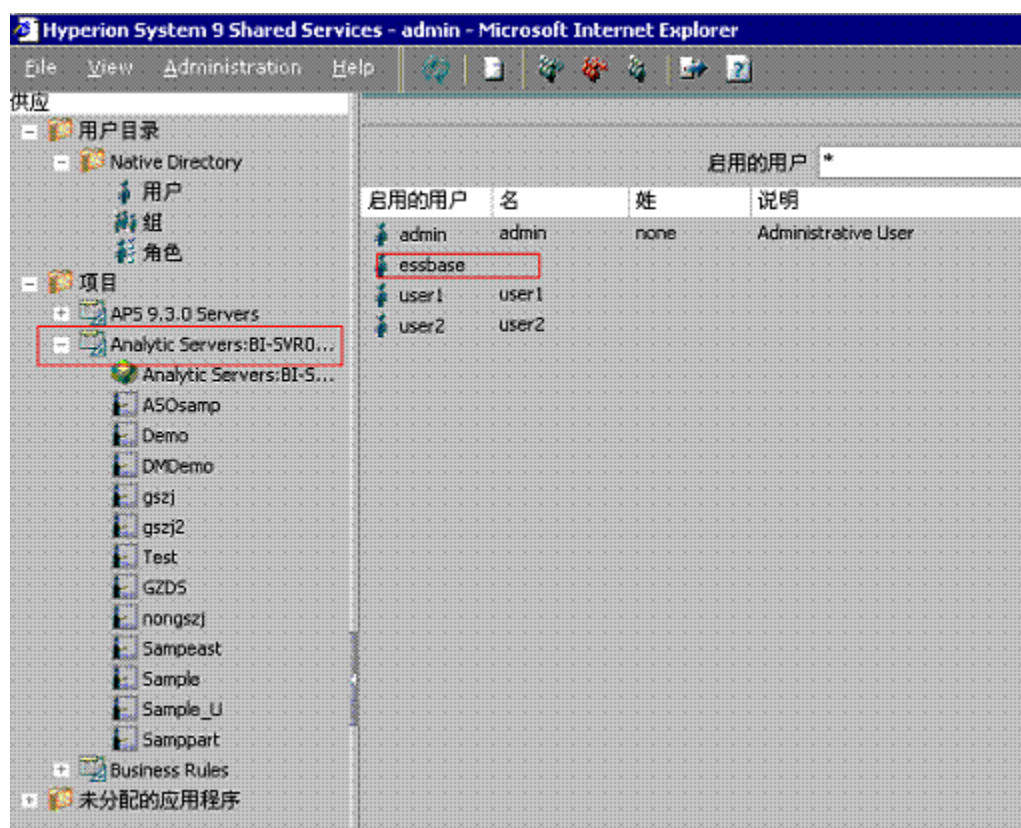 Hyperion System 9 Shared Services - admin - Microsoft Internet Explorer
File View Administration Help
供应
用户目录
Native Directory
用户
组
角色
项目
APS 9.3.0 Servers
Analytic Servers:BI-SVR0...
Analytic Servers:BI-S...
ASOsamp
Demo
DMDemo
gszj
gszj2
Test
GZDS
nongszj
Sampeast
Sample
Sample_U
Samppart
Business Rules
未分配的应用程序
启用的用户 *
启用的用户 名 姓 说明
admin admin none Administrative User
essbase
user1 user1
user2 user2